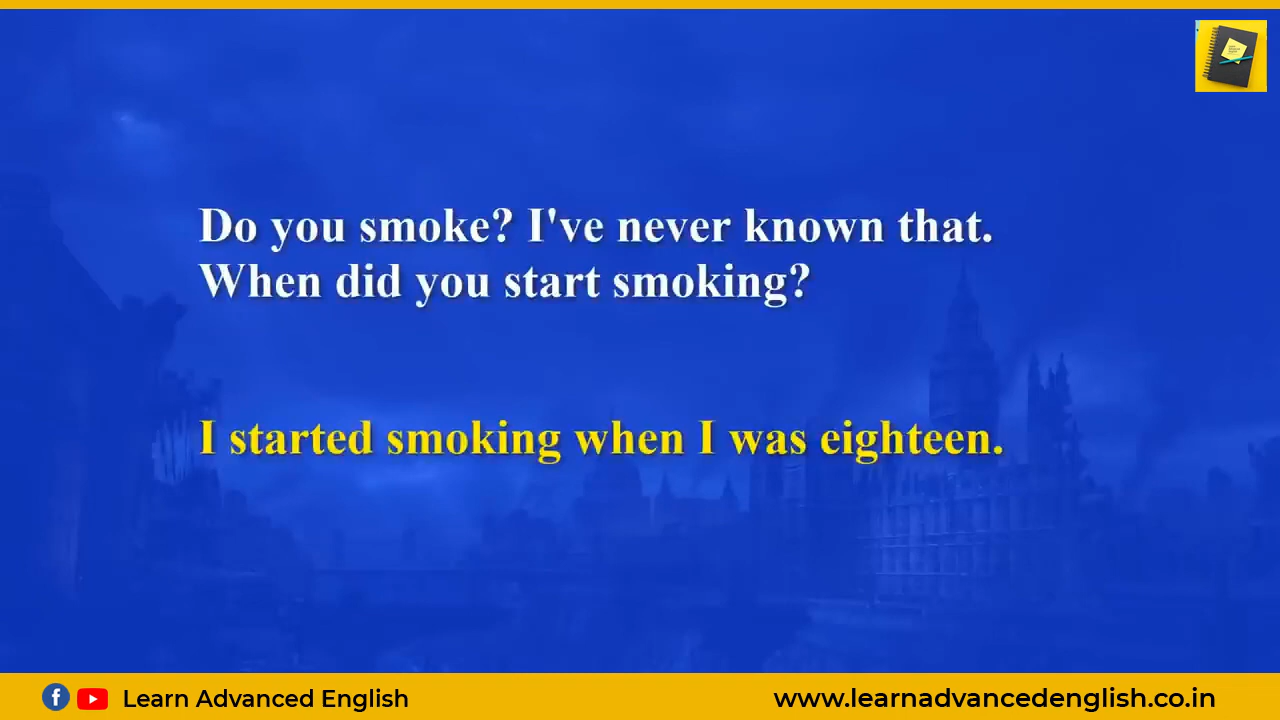 Do you smoke? I've never known that.
When did you start smoking?
I started smoking when I was eighteen.
Learn Advanced English
www.learnadvancedenglish.co.in